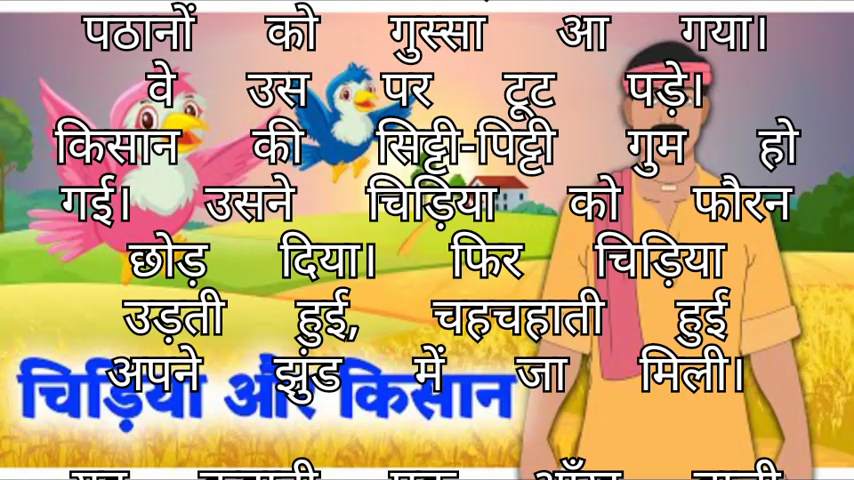 पठानों को गुस्सा आ गया।
वे उस पर टूट पड़े।
किसान की सिट्टी-पिट्टी गुम हो
गई। उसने चिड़िया को फौरन
छोड़ दिया। फिर चिड़िया
उड़ती हुई, चहचहाती हुई
अपने झुंड में जा मिली।
चिड़िया और किसान